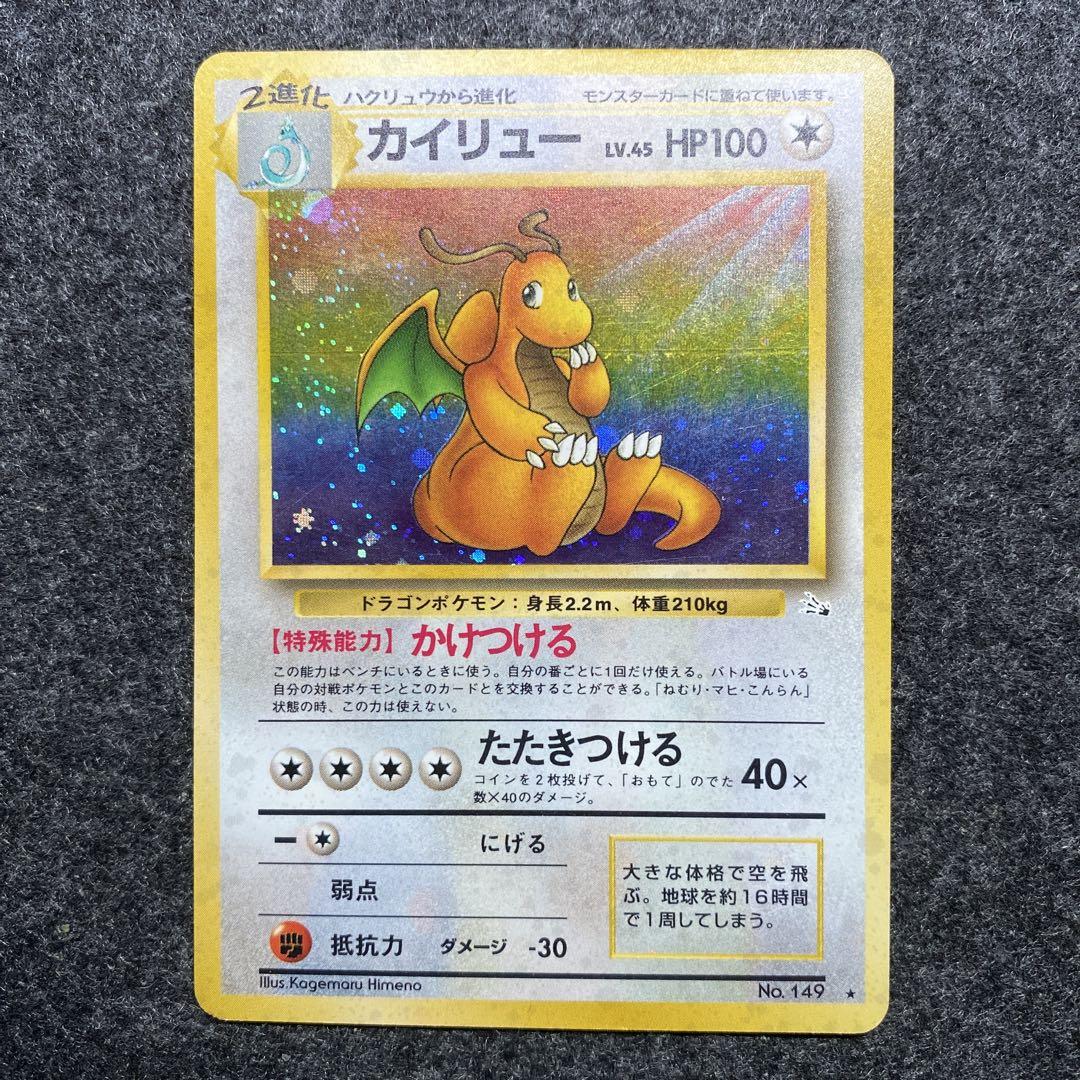 2進化 ハクリュウから進化 モンスターカードに重ねて使います。
カイリュー LV.45 HP100
ドラゴンポケモン：身長2.2m、体重210kg
【特殊能力】かけつける
この能力はベンチにいるときに使う。自分の番ごとに1回だけ使える。バトル場にいる
自分の対戦ポケモンとこのカードとを交換することができる。「ねむり・マヒ・こんらん」
状態の時、この力は使えない。
たたきつける
コインを2枚投げて、「おもて」のでた
数×40のダメージ。
40×
にげる
弱点
抵抗力 ダメージ -30
大きな体格で空を飛
ぶ。地球を約16時間
で1周してしまう。
Illus.Kagemaru Himeno
No. 149 ★